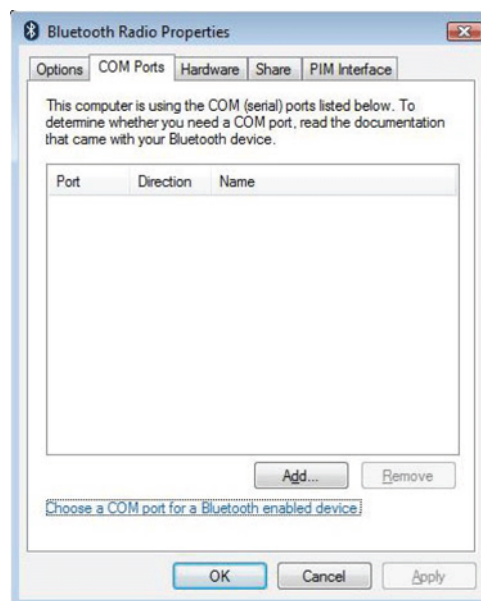 Bluetooth Radio Properties
Options COM Ports Hardware Share PIM Interface
This computer is using the COM (serial) ports listed below. To
determine whether you need a COM port, read the documentation
that came with your Bluetooth device.
Port Direction Name
Add... Remove
Choose a COM port for a Bluetooth enabled device.
OK Cancel Apply